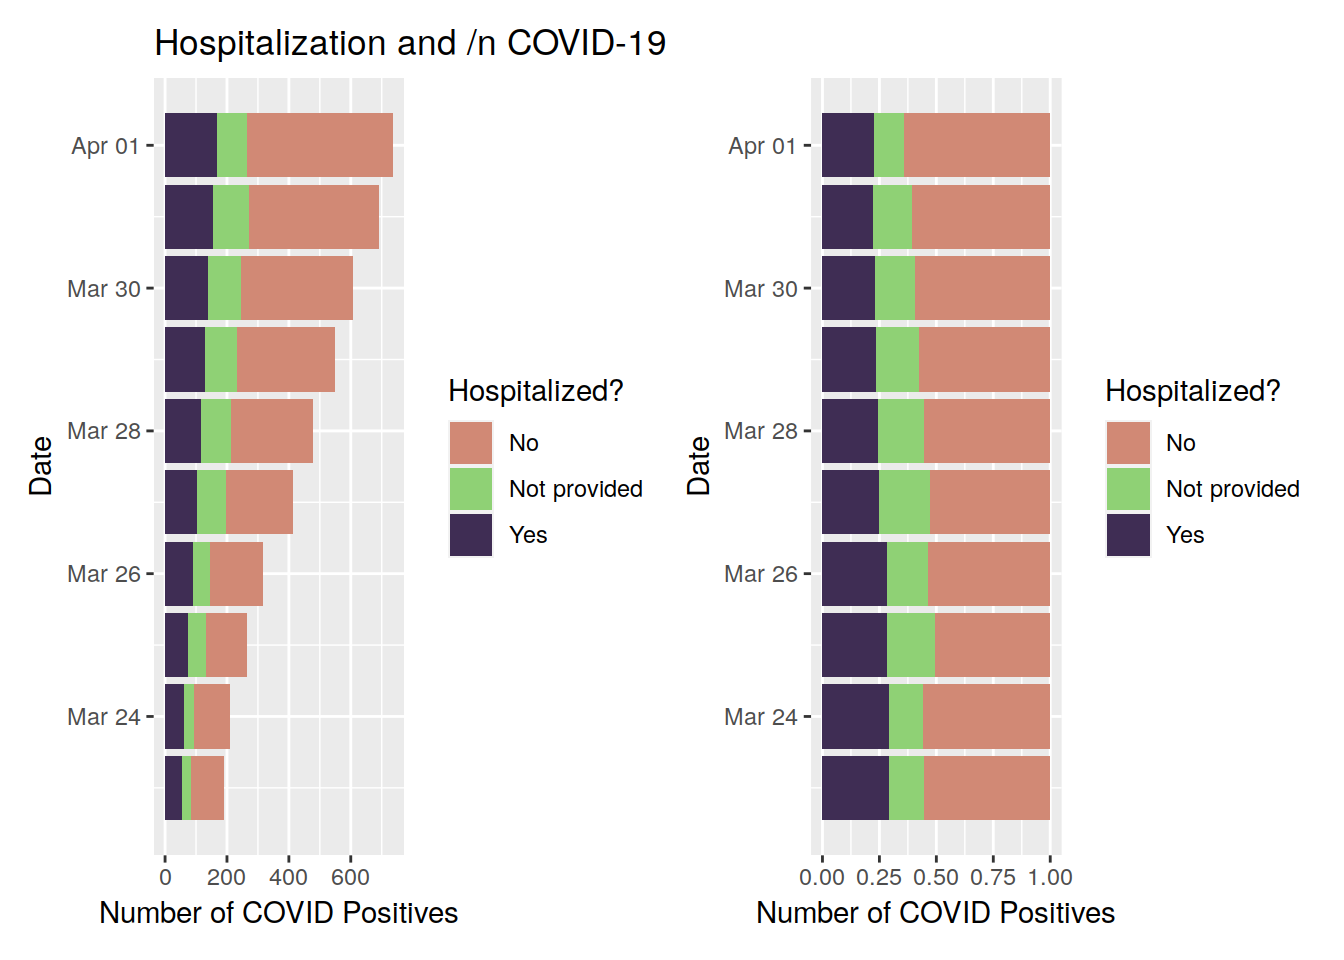 Hospitalization and /n COVID-19
Apr 01
Mar 30
Mar 28
Mar 26
Mar 24
Date
0 200 400 600
Number of COVID Positives
Hospitalized?
No
Not provided
Yes
Apr 01
Mar 30
Mar 28
Mar 26
Mar 24
Date
0.00 0.25 0.50 0.75 1.00
Number of COVID Positives
Hospitalized?
No
Not provided
Yes